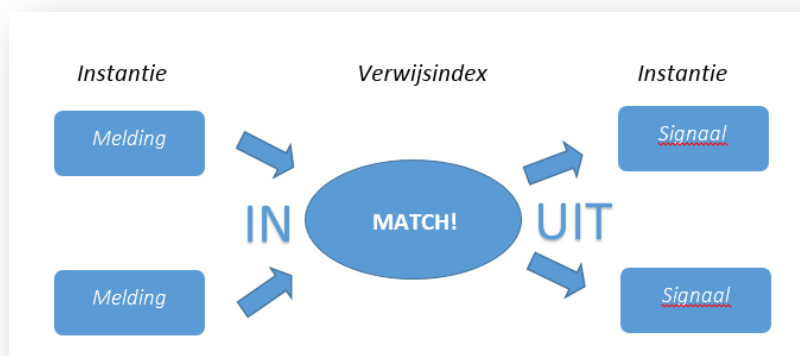 Instantie Verwijsindex Instantie
Melding Signaal
IN MATCH! UIT
Melding Signaal